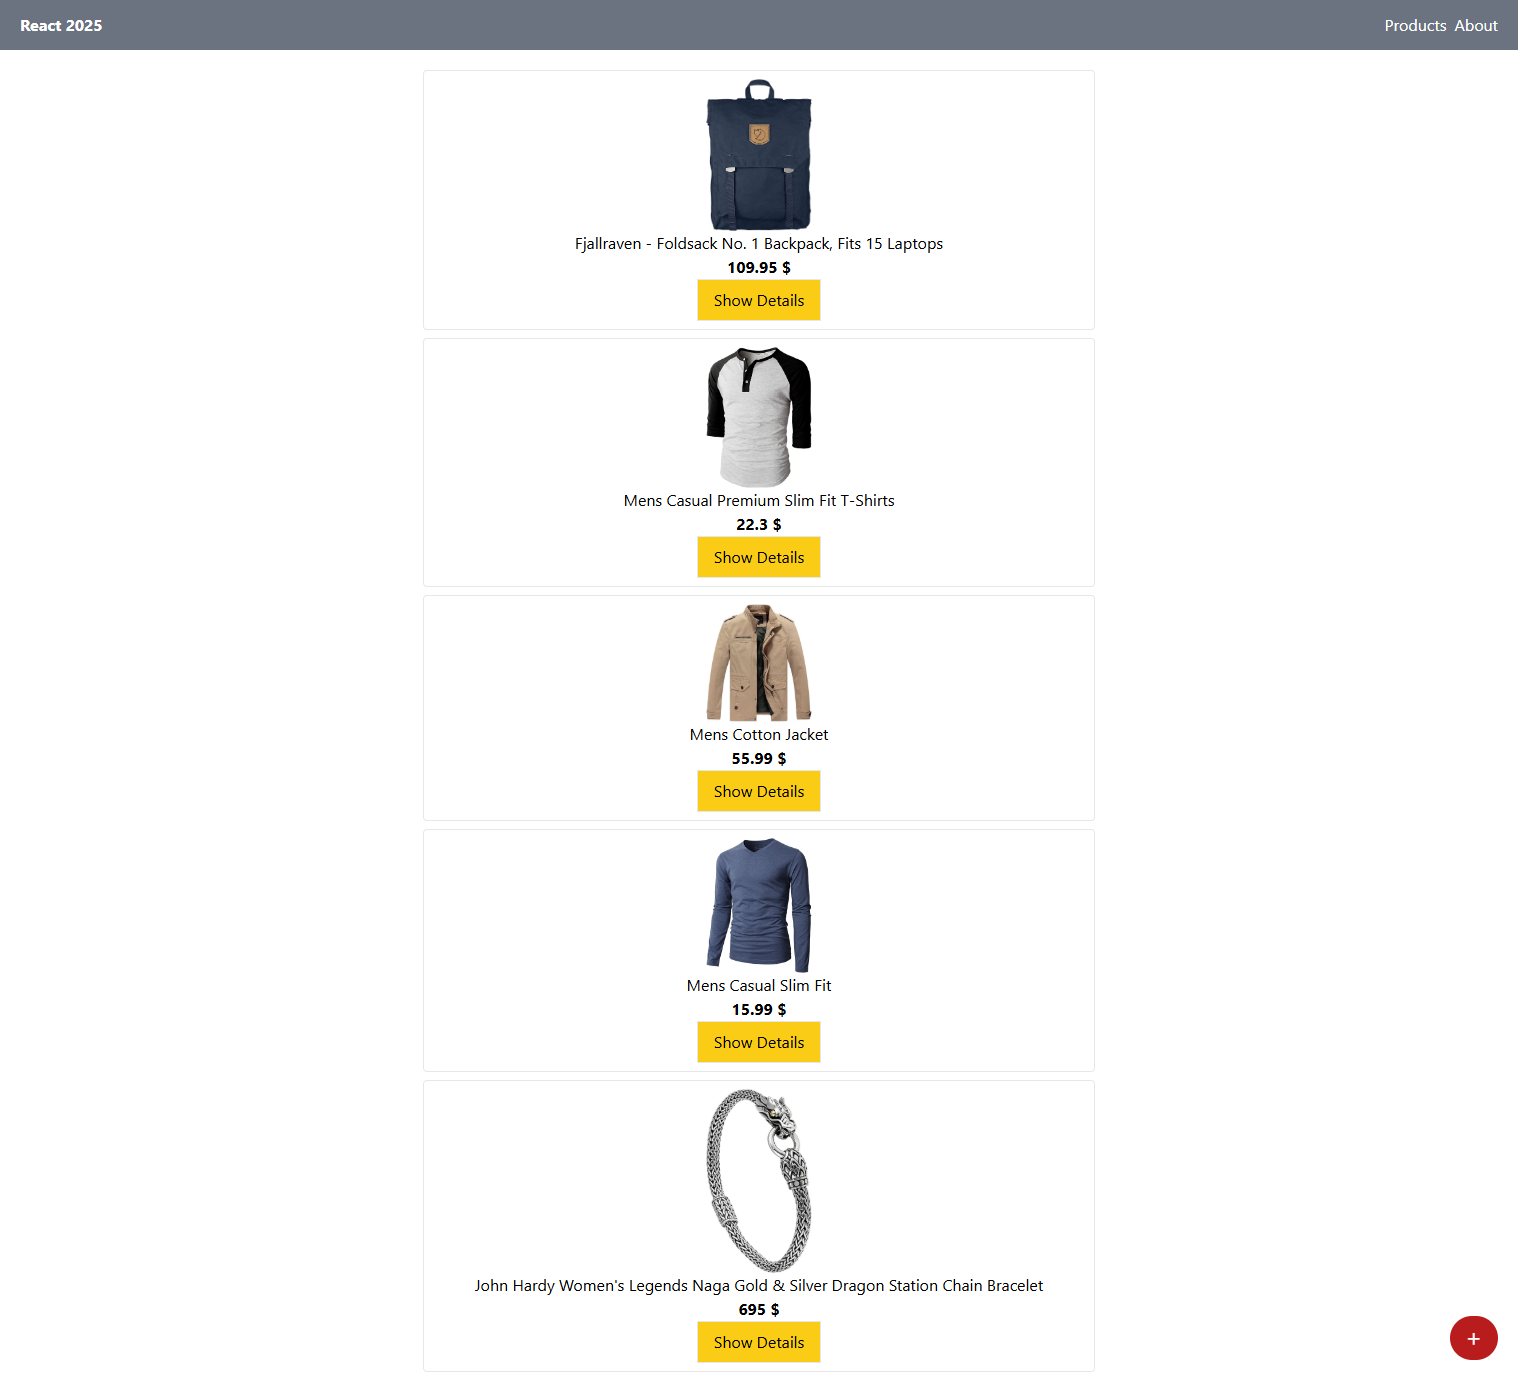 React 2025
Products About
Fjallraven - Foldsack No. 1 Backpack, Fits 15 Laptops
109.95 $
Show Details
Mens Casual Premium Slim Fit T-Shirts
22.3 $
Show Details
Mens Cotton Jacket
55.99 $
Show Details
Mens Casual Slim Fit
15.99 $
Show Details
John Hardy Women's Legends Naga Gold & Silver Dragon Station Chain Bracelet
695 $
Show Details
+